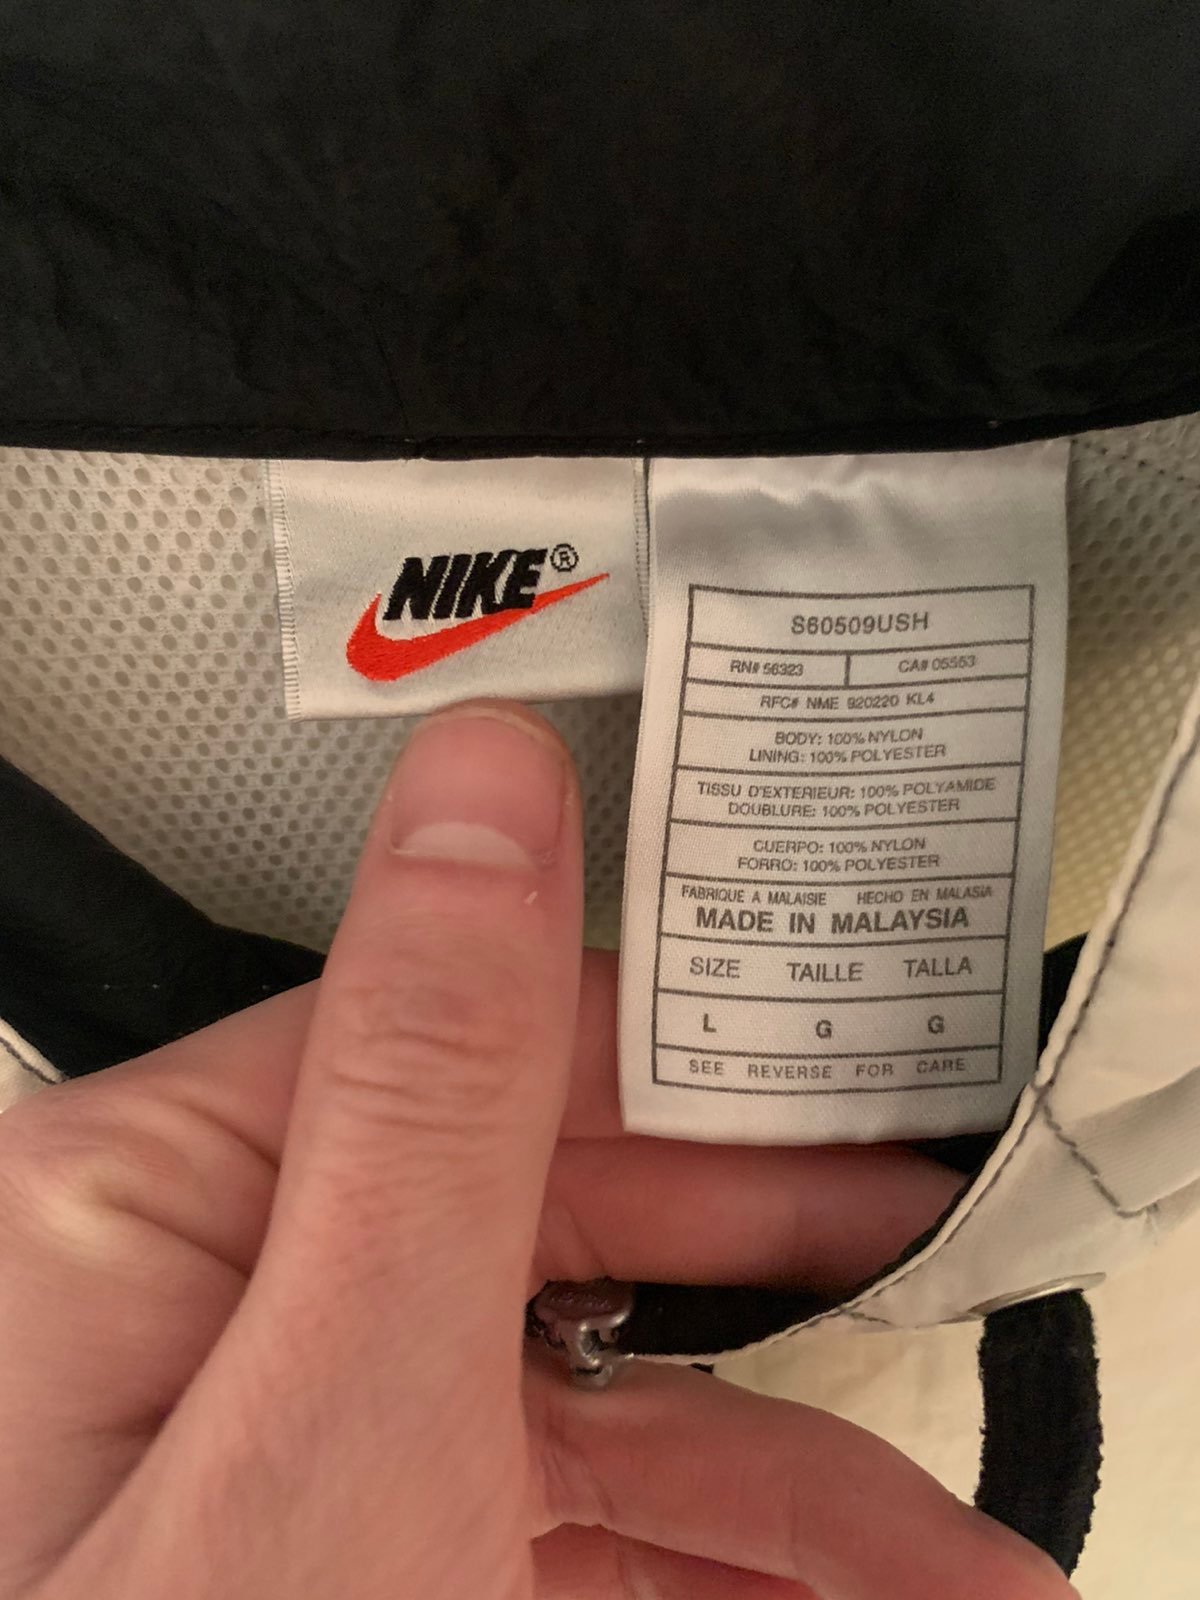 NIKE®
S60509USH
RN# 56323 CA# 05553
RFC# NME 920220 KL4
BODY: 100% NYLON
LINING: 100% POLYESTER
TISSU D'EXTERIEUR: 100% POLYAMIDE
DOUBLURE: 100% POLYESTER
CUERPO: 100% NYLON
FORRO: 100% POLYESTER
FABRIQUE A MALAISIE HECHO EN MALASIA
MADE IN MALAYSIA
SIZE TAILLE TALLA
L G G
SEE REVERSE FOR CARE